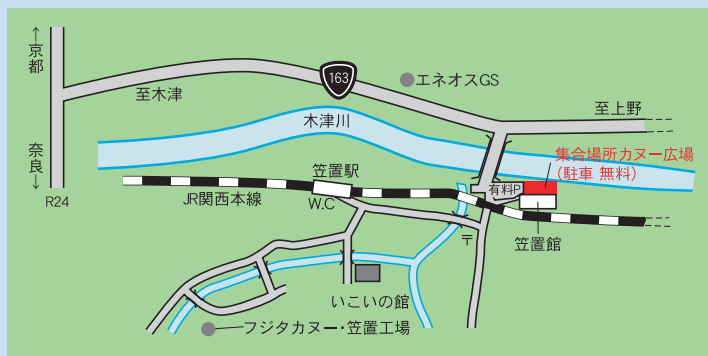 ↑
京都
163
エネオスGS
至木津
至上野
木津川
奈良
↓
R24
集合場所カヌー広場
(駐車 無料)
笠置駅
有料P
JR関西本線
W.C
〒
笠置館
いこいの館
フジタカヌー・笠置工場